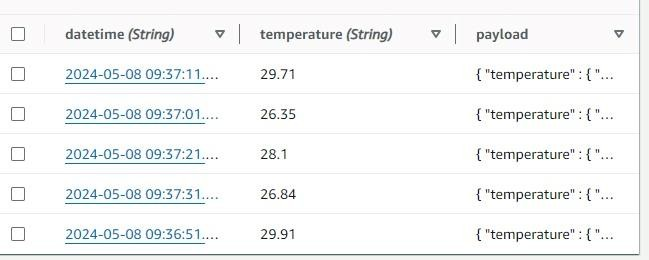 datetime (String) temperature (String) payload
2024-05-08 09:37:11.... 29.71 { "temperature" : { "...
2024-05-08 09:37:01.... 26.35 { "temperature" : { "...
2024-05-08 09:37:21.... 28.1 { "temperature" : { "...
2024-05-08 09:37:31.... 26.84 { "temperature" : { "...
2024-05-08 09:36:51.... 29.91 { "temperature" : { "...